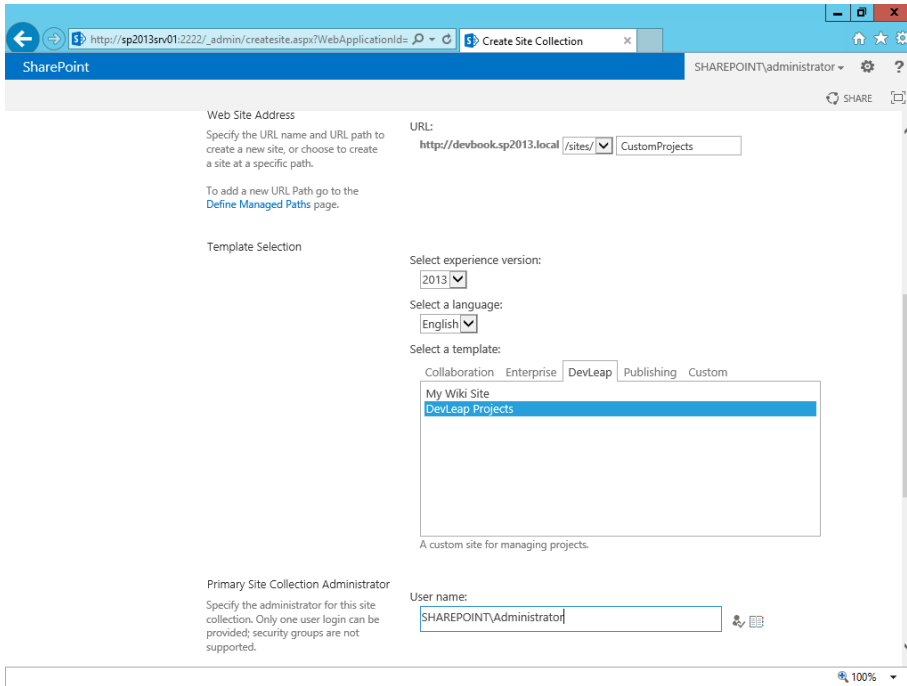 http://sp2013srv01:2222/_admin/createsite.aspx?WebApplicationId=
Create Site Collection
SharePoint
SHAREPOINT\administrator
?
SHARE
Web Site Address
Specify the URL name and URL path to
create a new site, or choose to create
a site at a specific path.
To add a new URL Path go to the
Define Managed Paths page.
URL:
http://devbook.sp2013.local /sites/ CustomProjects
Template Selection
Select experience version:
2013
Select a language:
English
Select a template:
Collaboration Enterprise DevLeap Publishing Custom
My Wiki Site
DevLeap Projects
A custom site for managing projects.
Primary Site Collection Administrator
Specify the administrator for this site
collection. Only one user login can be
provided; security groups are not
supported.
User name:
SHAREPOINT\Administrator
100%